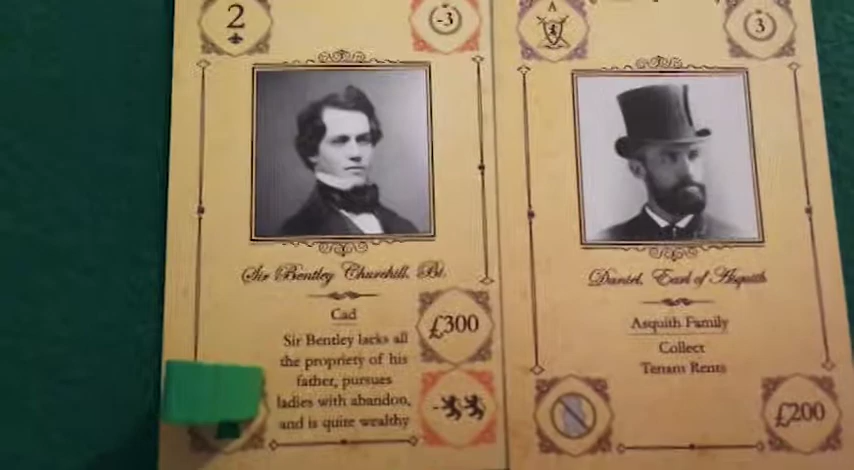 2
-3
Sir Bentley Churchill, Bt.
Cad
£300
Sir Bentley lacks all
the propriety of his
father, pursues
ladies with abandon,
and is quite wealthy
-
A
3
Daniel, Earl of Asquith
Asquith Family
Collect
Tenant Rents
£200